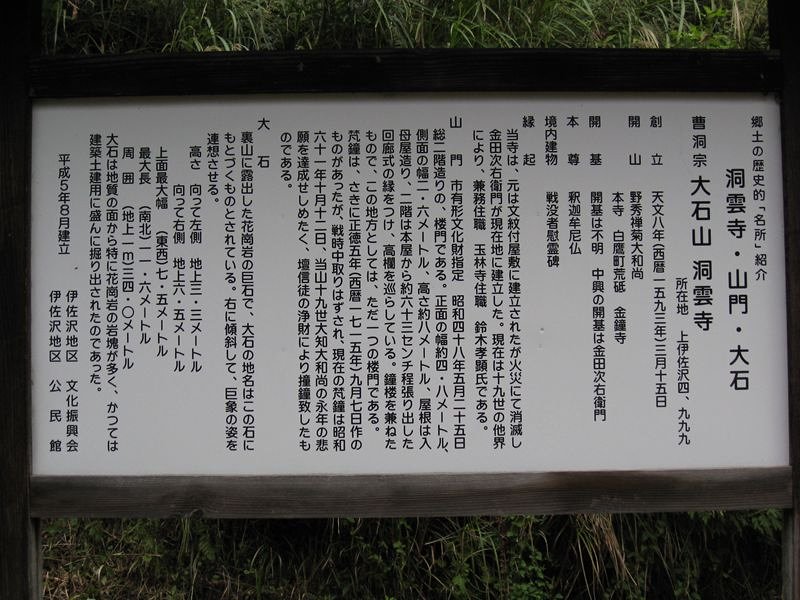 郷土の歴史的「名所」紹介
洞雲寺・山門・大石
曹洞宗 大石山 洞雲寺
所在地 上伊佐沢四、九九九
創立 天文八年(西暦一五九三年)三月十五日
開山 野秀禅菊大和尚
本寺 白鷹町荒砥 金鐘寺
開基 開基は不明 中興の開基は金田次右衛門
本尊 釈迦牟尼仏
境内建物 戦没者慰霊碑
縁起
当寺は、元は文紋付屋敷に建立されたが火災にて消滅し
金田次右衛門が現在地に建立した。現在は十九世の他界
により、兼務住職 玉林寺住職 鈴木孝顕氏である。
山門 市有形文化財指定 昭和四十八年五月二十五日
総二階造りの、楼門である。正面の幅約四・八メートル、
側面の幅二・六メートル、高さ約八メートル、屋根は入
母屋造り、二階は本屋から約六十三センチ程張り出した
回廊式の縁をつけ、高欄を巡らしている。鐘楼を兼ねた
もので、この地方としては、ただ一つの楼門である。
梵鐘は、さきに正徳五年(西暦一七一五年)九月七日作の
ものがあったが、戦時中取りはずされ、現在の梵鐘は昭和
六十一年十月十二日、当山十九世大知大和尚の永年の悲
願を達成せしめたく、壇信徒の浄財により撞鐘致したも
のである。
大石
裏山に露出した花崗岩の巨石で、大石の地名はこの石に
もとづくものとされている。右に傾斜して、巨象の姿を
連想させる。
高さ 向って左側 地上三・三メートル
向って右側 地上六・五メートル
上面最大幅 (東西)七・五メートル
最大長 (南北)一一・六メートル
周囲 (地上一m)三四・〇メートル
大石は地質の面から特に花崗岩の岩塊が多く、かつては
建築土建用に盛んに掘り出されたのであった。
平成5年8月建立
伊佐沢地区 文化振興会
伊佐沢地区 公民館